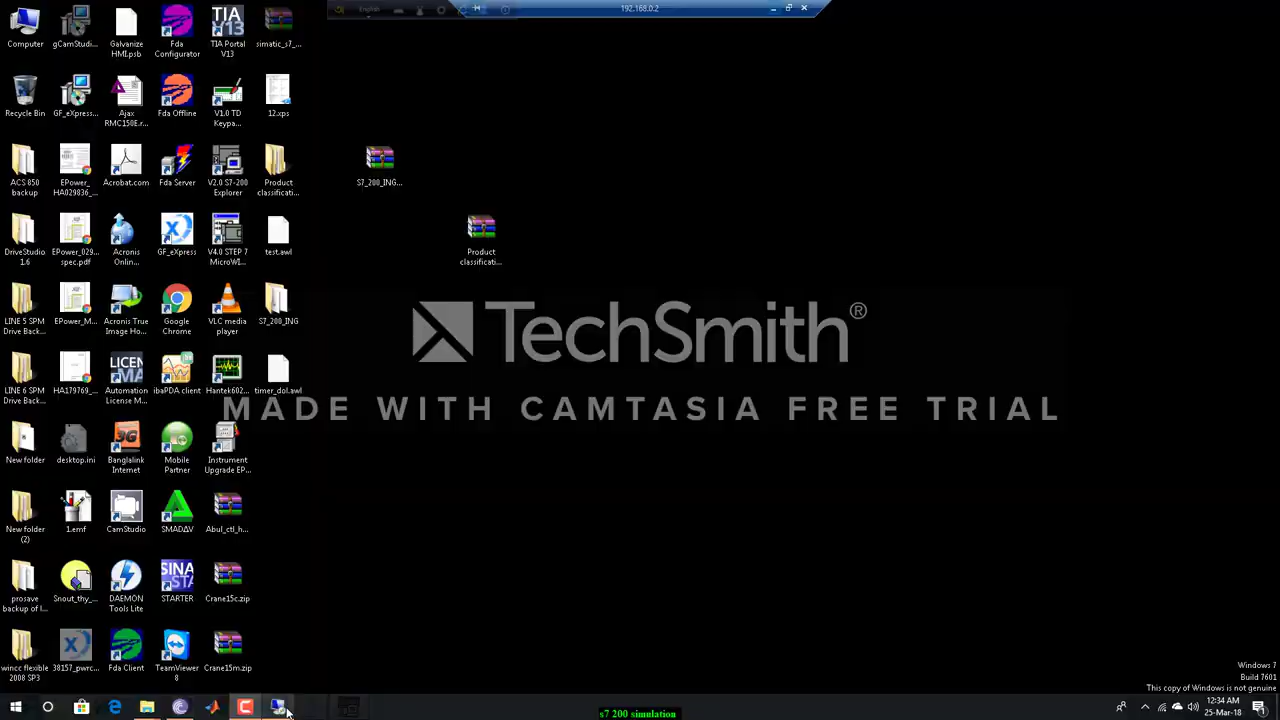 English
192.168.0.2
Computer
gCamStudi...
Galvanize
HMI.psb
Fda
Configurator
TIA Portal
V13
simatic_s7_...
Recycle Bin
GF_eXpress...
Ajax
RMC150E.r...
Fda Offline
V1.0 TD
Keypa...
12.xps
ACS 850
backup
EPower_
HA029836_...
Acrobat.com
Fda Server
V2.0 S7-200
Explorer
Product
classificati...
S7_200_ING...
DriveStudio
1.6
EPower_029...
spec.pdf
Acronis
Onlin...
GF_eXpress
V4.0 STEP 7
MicroWI...
test.awl
Product
classificati...
LINE 5 SPM
Drive Back...
EPower_M...
Acronis True
Image Ho...
Google
Chrome
VLC media
player
S7_200_ING
TechSmith®
LINE 6 SPM
Drive Back...
HA179769_...
LICEN
Automation
License M...
ibaPDA client
Hantek602...
timer_dol.awl
MADE WITH CAMTASIA FREE TRIAL
New folder
desktop.ini
3G
Banglalink
Internet
Mobile
Partner
Instrument
Upgrade EP...
New folder
(2)
1.emf
CamStudio
SMADΔV
Abul_ctl_h...
prosave
backup of l...
Snout_thy_...
DAEMON
Tools Lite
SINA
STA
STARTER
Crane15c.zip
wincc flexible
2008 SP3
38157_pwrc...
Fda Client
TeamViewer
8
Crane15m.zip
Windows 7
Build 7601
This copy of Windows is not genuine
s7 200 simulation
12:34 AM
25-Mar-18